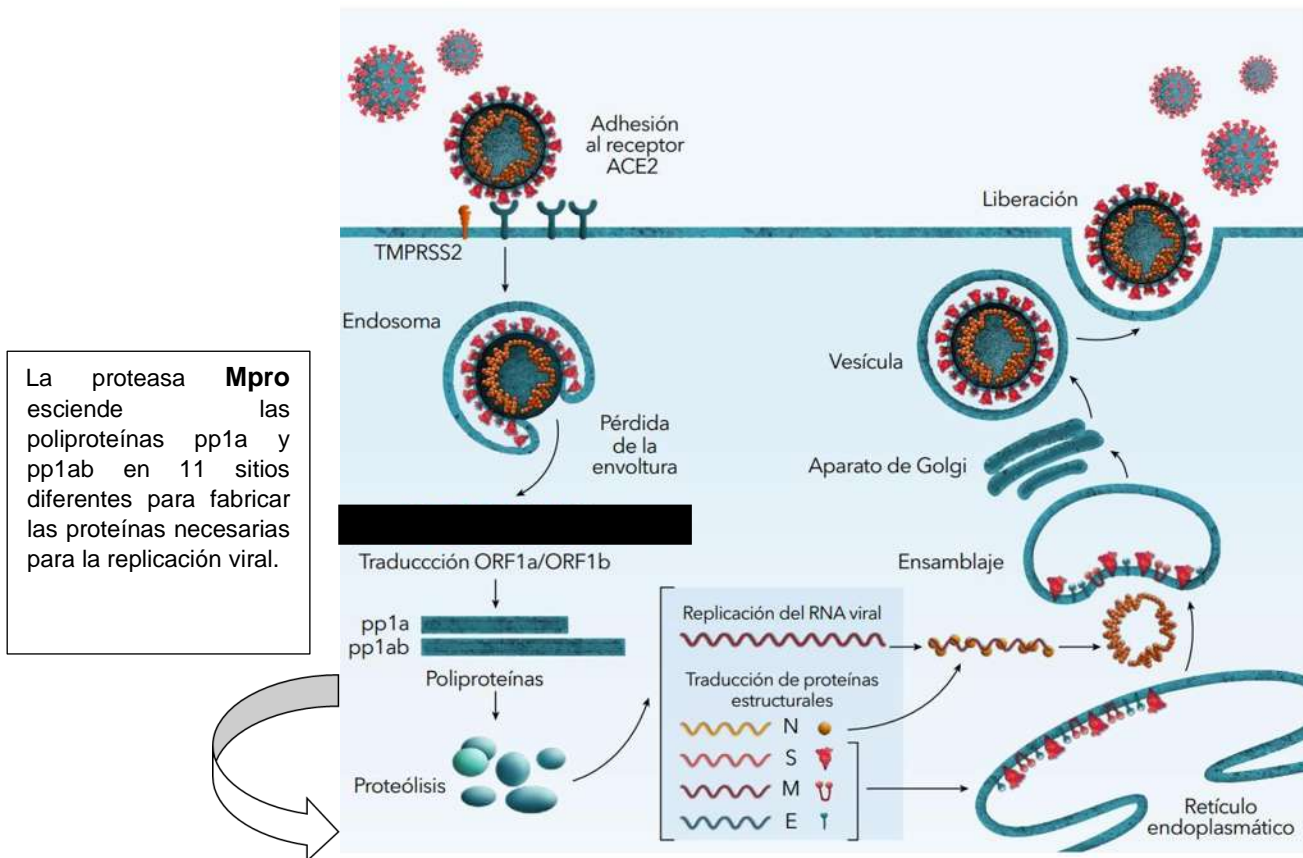 Adhesión
al receptor
ACE2
TMPRSS2
Endosoma
Pérdida
de la
envoltura
La proteasa Mpro
esciende las
poliproteínas pp1a y
pp1ab en 11 sitios
diferentes para fabricar
las proteínas necesarias
para la replicación viral.
Traduccción ORF1a/ORF1b
pp1a
pp1ab
Poliproteínas
Proteólisis
Replicación del RNA viral
Traducción de proteínas
estructurales
N
S
M
E
Retículo
endoplasmático
Ensamblaje
Aparato de Golgi
Vesícula
Liberación